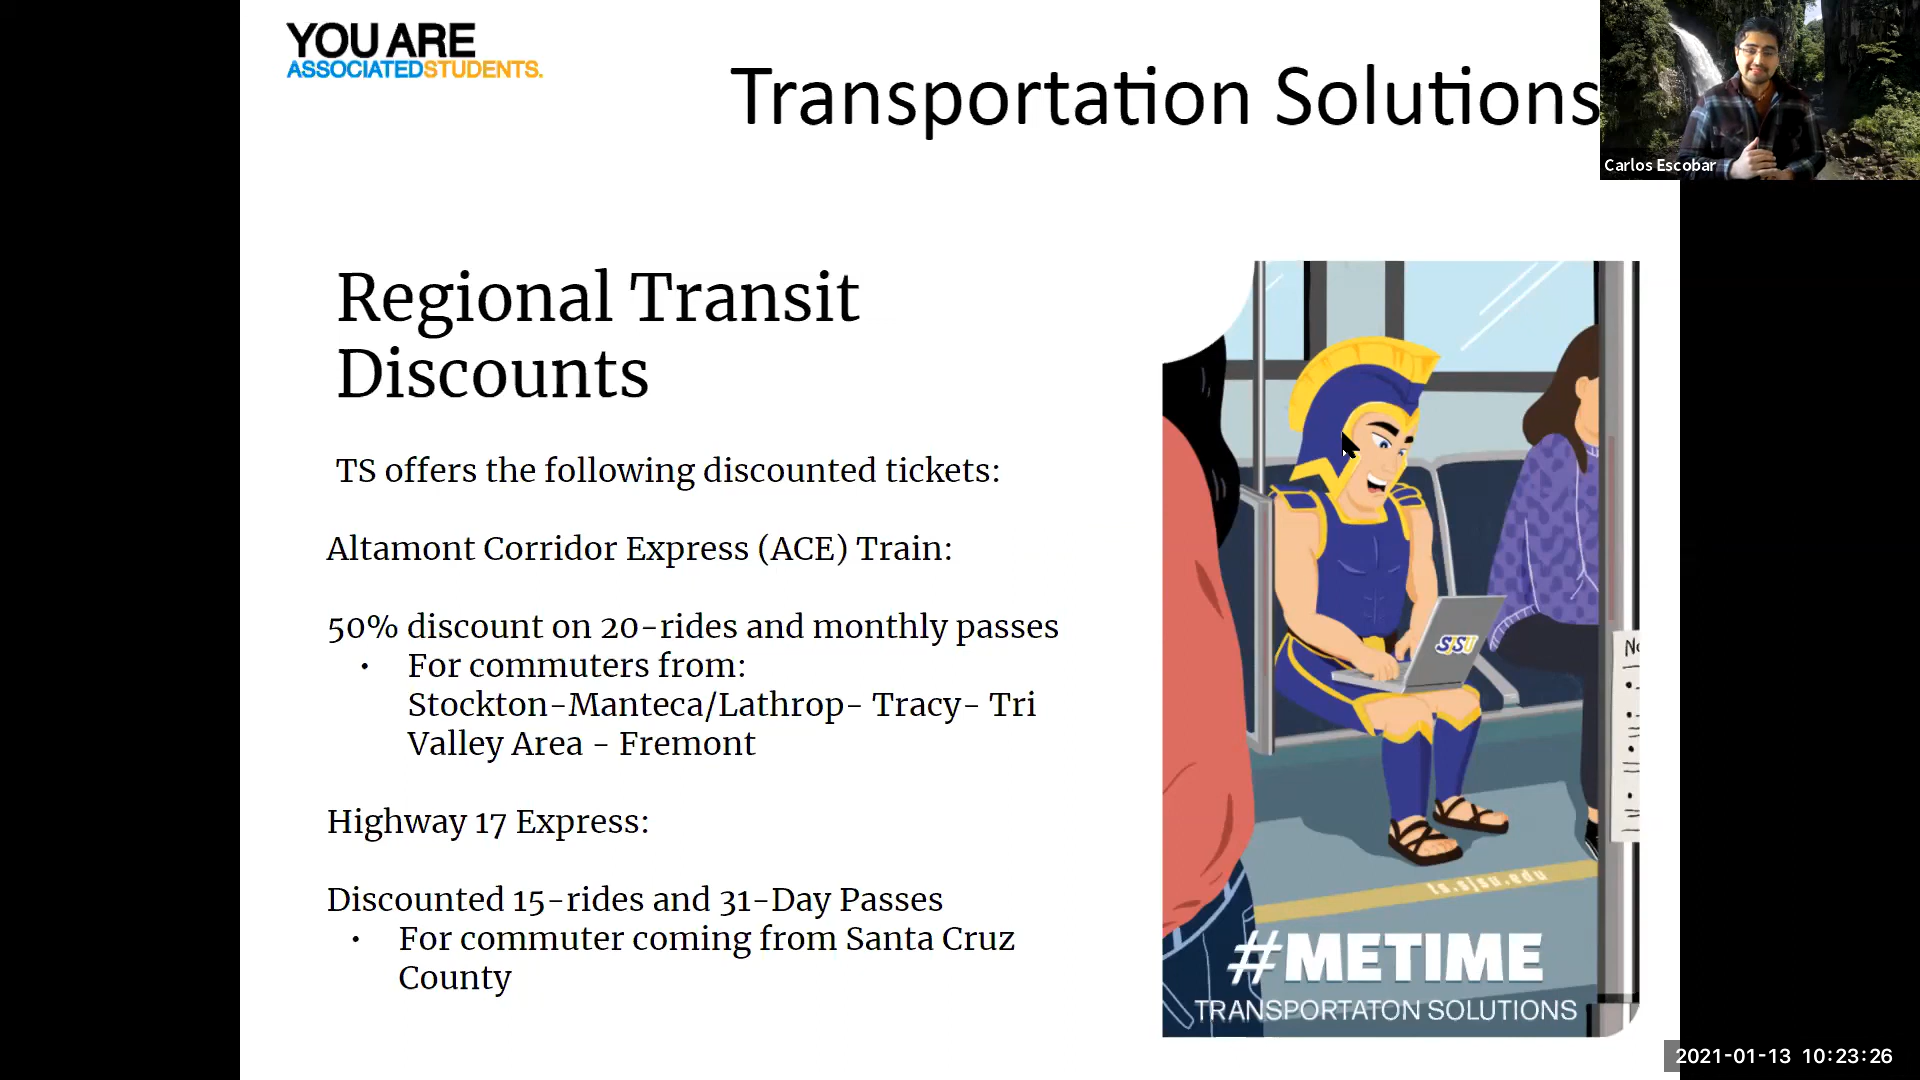 YOU ARE
ASSOCIATEDSTUDENTS.
Transportation Solutions
Carlos Escobar
Regional Transit
Discounts
TS offers the following discounted tickets:
Altamont Corridor Express (ACE) Train:
50% discount on 20-rides and monthly passes
• For commuters from:
Stockton-Manteca/Lathrop- Tracy- Tri
Valley Area - Fremont
Highway 17 Express:
Discounted 15-rides and 31-Day Passes
• For commuter coming from Santa Cruz
County
SJSU
ts.sjsu.edu
#METIME
TRANSPORTATON SOLUTIONS
2021-01-13 10:23:26